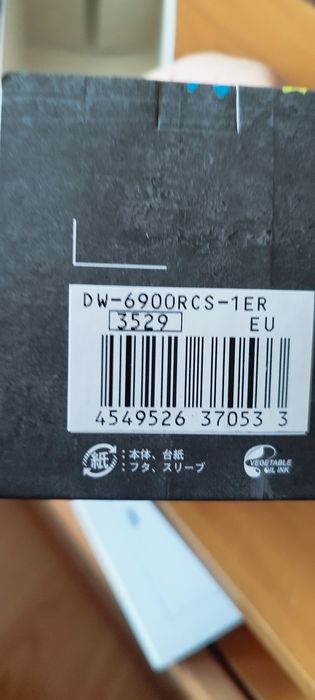 DW-6900RCS-1ER
3529 EU
4549526 37053 3
紙 :本体、台紙
:フタ、スリーブ
VEGETABLE
OIL INK